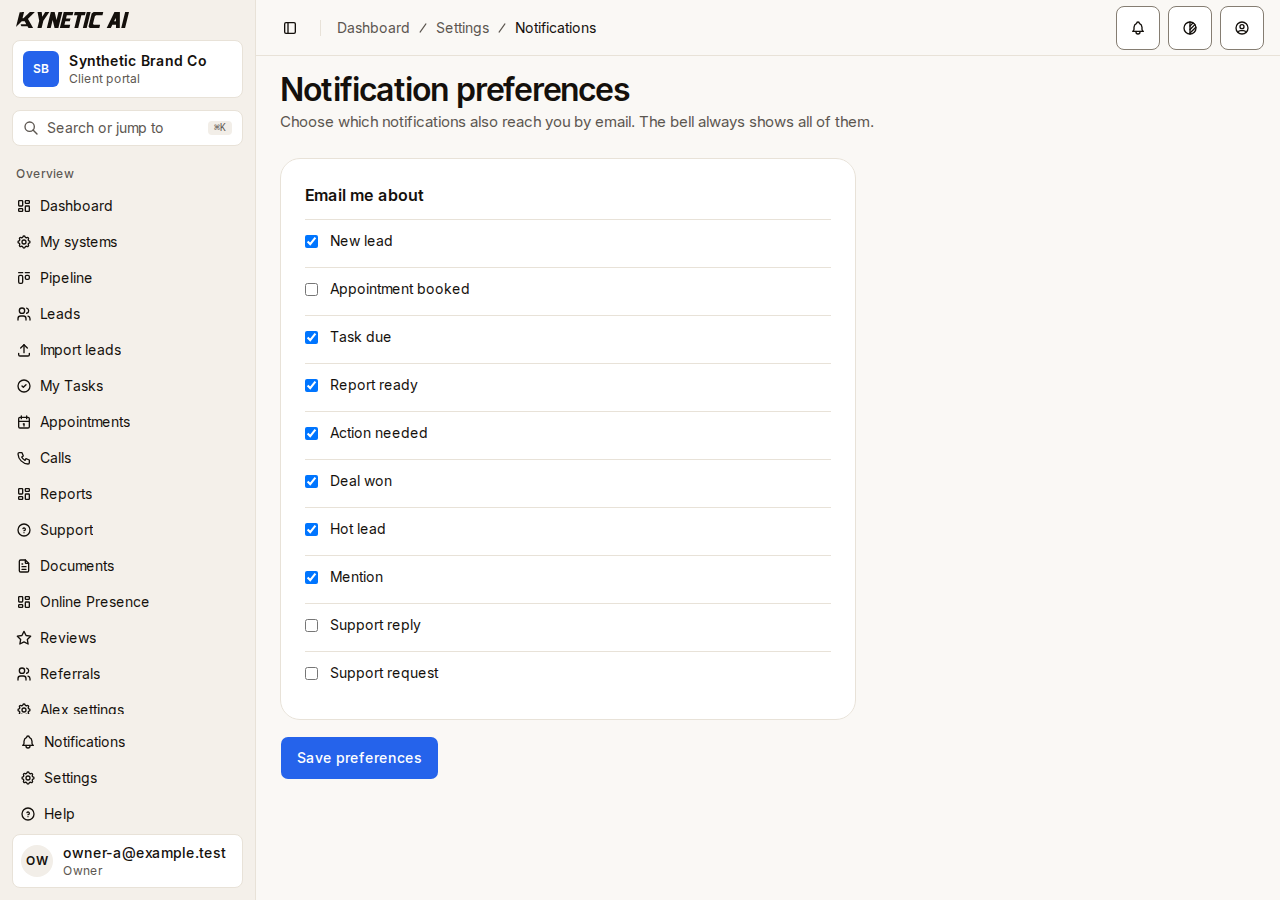 KYNETIC AI
SB
Synthetic Brand Co
Client portal
Search or jump to
⌘K
Overview
Dashboard
My systems
Pipeline
Leads
Import leads
My Tasks
Appointments
Calls
Reports
Support
Documents
Online Presence
Reviews
Referrals
Alex settings
Notifications
Settings
Help
OW
owner-a@example.test
Owner
Dashboard / Settings / Notifications
Notification preferences
Choose which notifications also reach you by email. The bell always shows all of them.
Email me about
New lead
Appointment booked
Task due
Report ready
Action needed
Deal won
Hot lead
Mention
Support reply
Support request
Save preferences